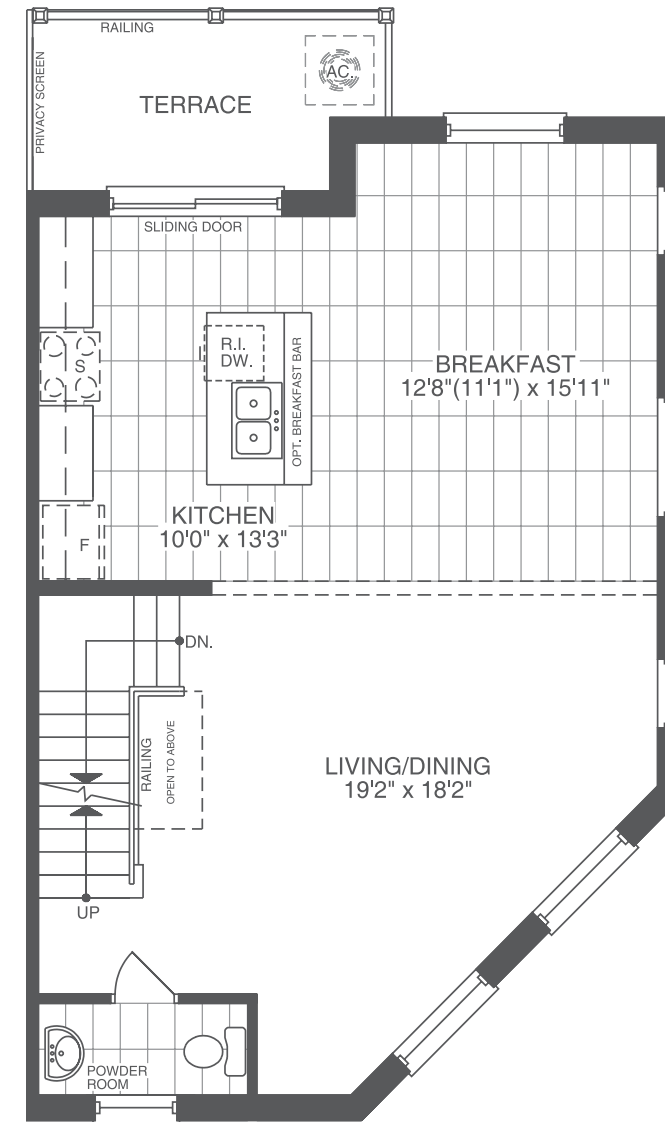 RAILING
PRIVACY SCREEN
AC.
TERRACE
SLIDING DOOR
R.I.
DW.
S
OPT. BREAKFAST BAR
BREAKFAST
12'8"(11'1") x 15'11"
KITCHEN
10'0" x 13'3"
F
DN.
RAILING
OPEN TO ABOVE
LIVING/DINING
19'2" x 18'2"
UP
POWDER
ROOM